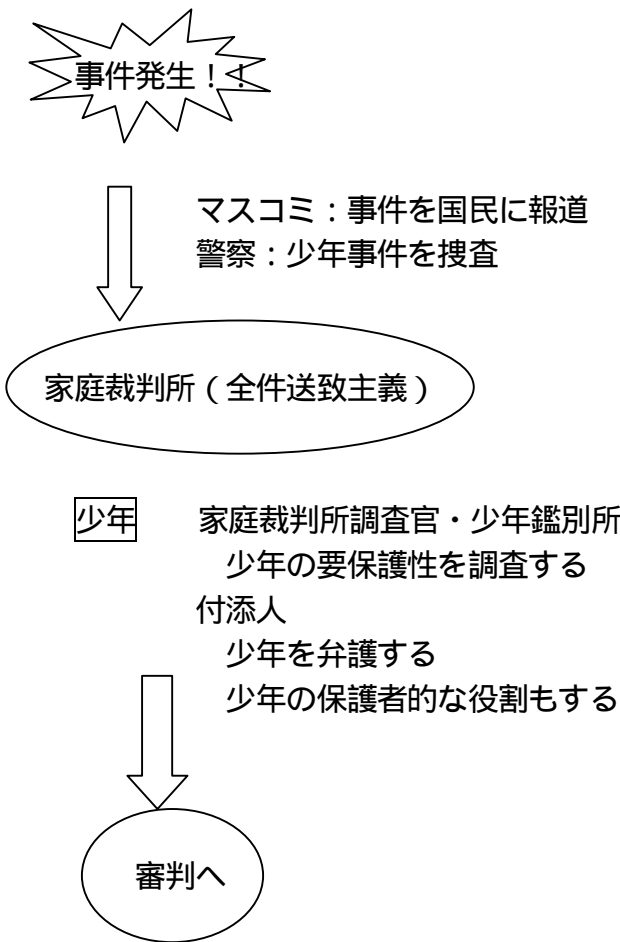 事件発生！！
マスコミ：事件を国民に報道
警察：少年事件を捜査
家庭裁判所（全件送致主義）
少年　家庭裁判所調査官・少年鑑別所
少年の要保護性を調査する
付添人
少年を弁護する
少年の保護者的な役割もする
審判へ